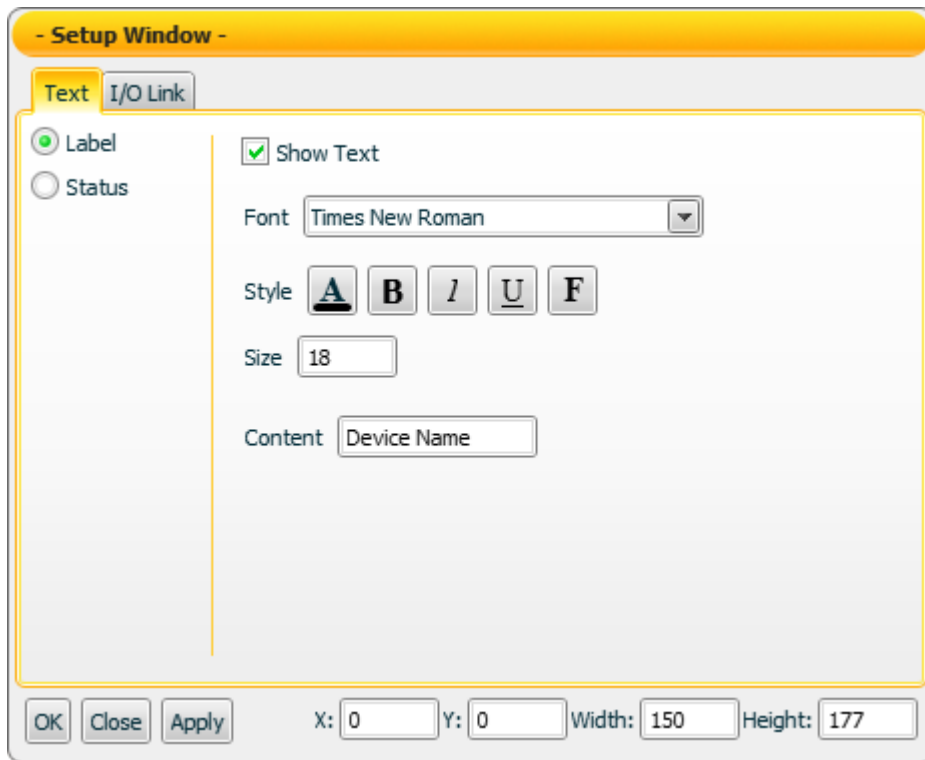 - Setup Window -
Text I/O Link
Label
Status
Show Text
Font Times New Roman
Style A B I U F
Size 18
Content Device Name
OK Close Apply X: 0 Y: 0 Width: 150 Height: 177